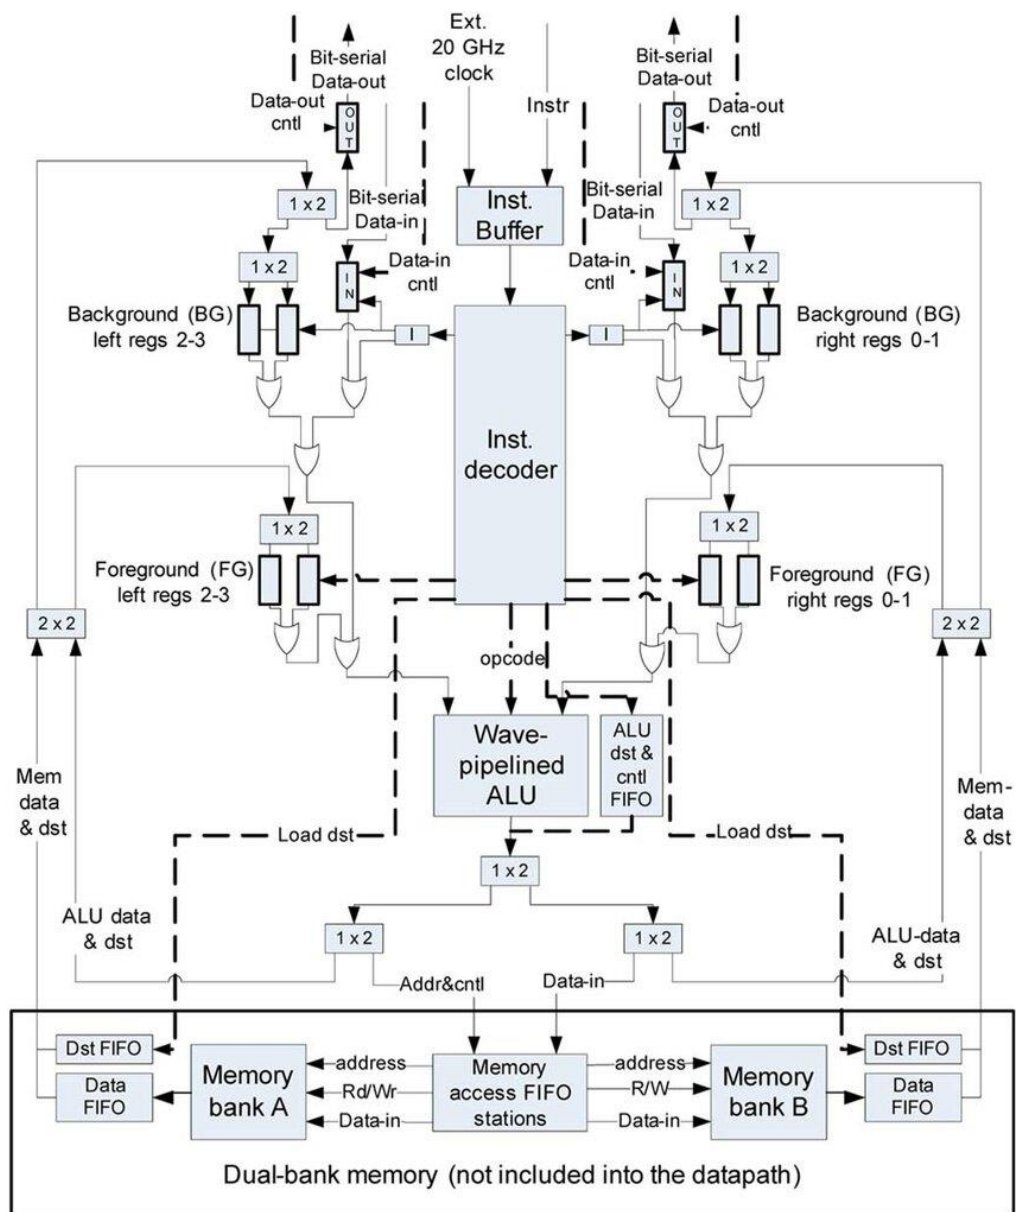 Ext.
20 GHz
clock
Instr
Bit-serial
Data-out
Data-out
cntl
OUT
Bit-serial
Data-out
Data-out
cntl
OUT
1 x 2
Bit-serial
Data-in
Inst.
Buffer
Bit-serial
Data-in
1 x 2
1 x 2
IN
Data-in
cntl
Data-in
cntl
IN
1 x 2
Background (BG)
left regs 2-3
I
I
Background (BG)
right regs 0-1
Inst.
decoder
1 x 2
1 x 2
Foreground (FG)
left regs 2-3
Foreground (FG)
right regs 0-1
2 x 2
2 x 2
opcode
Wave-
pipelined
ALU
ALU
dst &
cntl
FIFO
Mem
data
& dst
Mem-
data
& dst
Load dst
Load dst
1 x 2
ALU data
& dst
1 x 2
1 x 2
ALU-data
& dst
Addr&cntl
Data-in
Dst FIFO
Data
FIFO
Memory
bank A
address
Rd/Wr
Data-in
Memory
access FIFO
stations
address
R/W
Data-in
Memory
bank B
Dst FIFO
Data
FIFO
Dual-bank memory (not included into the datapath)